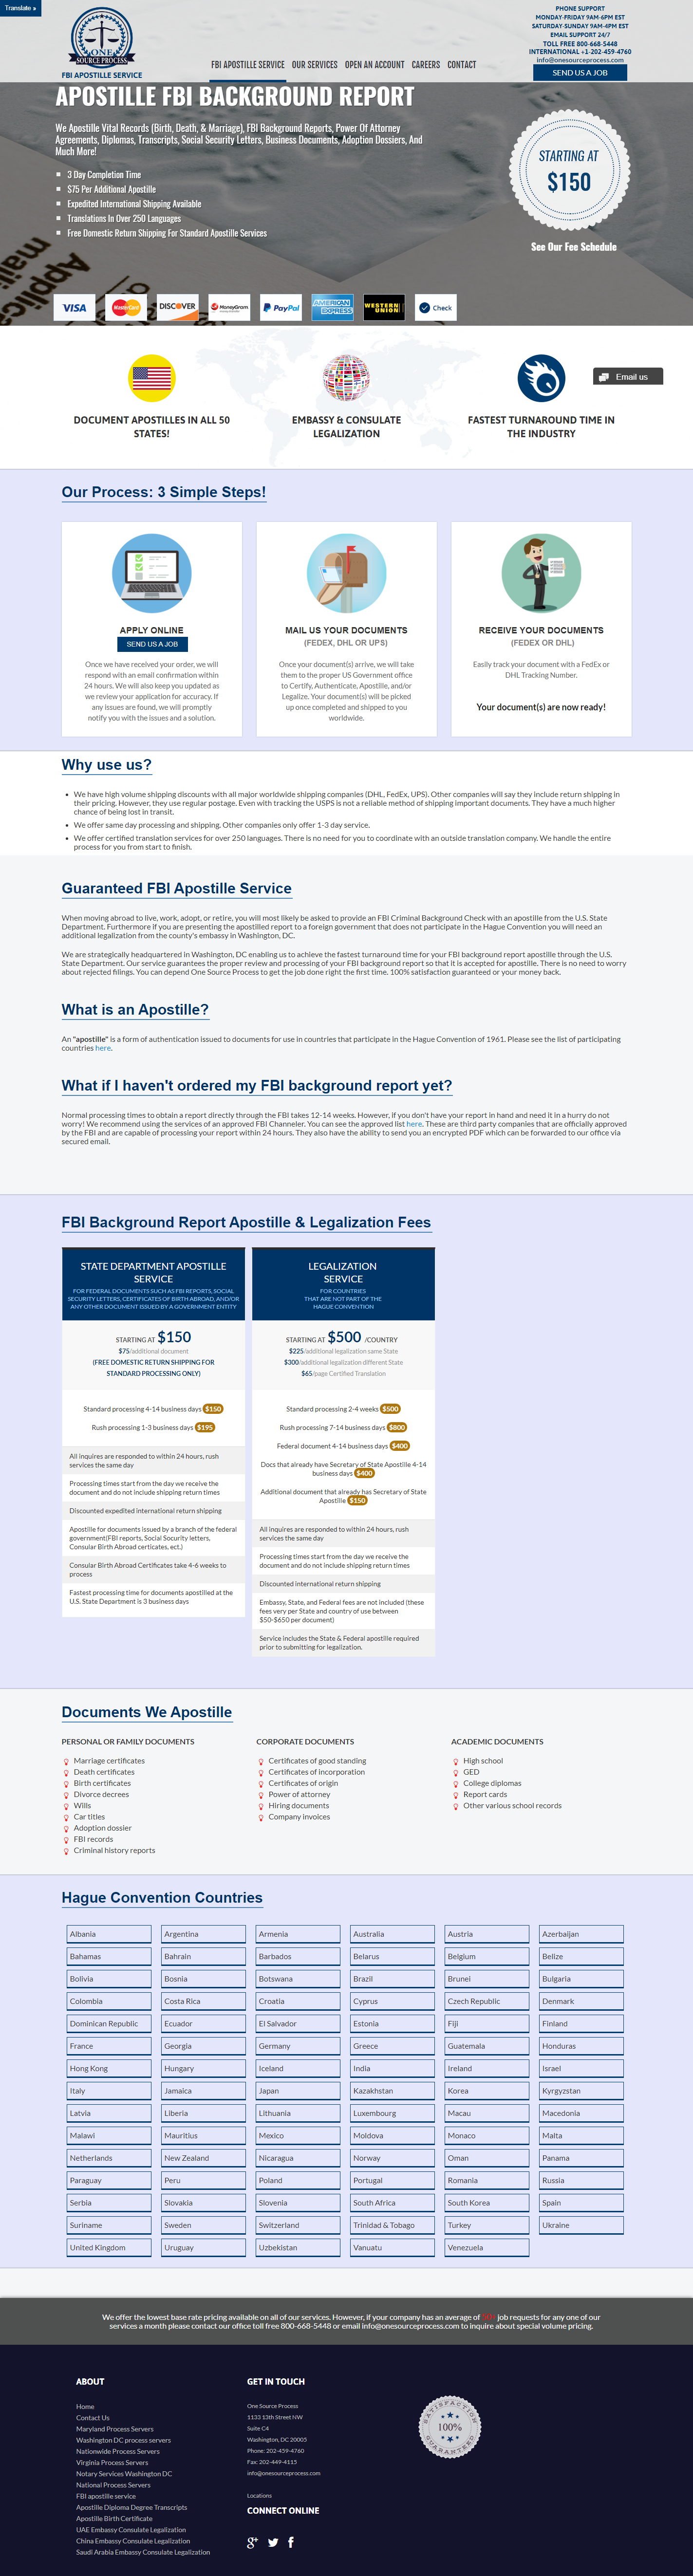 Translate »
ONE
SOURCE PROCESS
FBI APOSTILLE SERVICE
FBI APOSTILLE SERVICE
OUR SERVICES
OPEN AN ACCOUNT
CAREERS
CONTACT
PHONE SUPPORT
MONDAY-FRIDAY 9AM-6PM EST
SATURDAY-SUNDAY 9AM-4PM EST
EMAIL SUPPORT 24/7
TOLL FREE 800-668-5448
INTERNATIONAL +1-202-459-4760
info@onesourceprocess.com
SEND US A JOB
APOSTILLE FBI BACKGROUND REPORT
We Apostille Vital Records (Birth, Death, & Marriage), FBI Background Reports, Power Of Attorney
Agreements, Diplomas, Transcripts, Social Security Letters, Business Documents, Adoption Dossiers, And
Much More!
3 Day Completion Time
$75 Per Additional Apostille
Expedited International Shipping Available
Translations In Over 250 Languages
Free Domestic Return Shipping For Standard Apostille Services
STARTING AT
$150
See Our Fee Schedule
VISA
MasterCard
DISCOVER
MoneyGram
PayPal
AMERICAN EXPRESS
WESTERN UNION
Check
Email us
DOCUMENT APOSTILLES IN ALL 50
STATES!
EMBASSY & CONSULATE
LEGALIZATION
FASTEST TURNAROUND TIME IN
THE INDUSTRY
Our Process: 3 Simple Steps!
APPLY ONLINE
SEND US A JOB
Once we have received your order, we will
respond with an email confirmation within
24 hours. We will also keep you updated as
we review your application for accuracy. If
any issues are found, we will promptly
notify you with the issues and a solution.
MAIL US YOUR DOCUMENTS
(FEDEX, DHL OR UPS)
Once your document(s) arrive, we will take
them to the proper US Government office
to Certify, Authenticate, Apostille, and/or
Legalize. Your document(s) will be picked
up once completed and shipped to you
worldwide.
RECEIVE YOUR DOCUMENTS
(FEDEX OR DHL)
Easily track your document with a FedEx or
DHL Tracking Number.
Your document(s) are now ready!
Why use us?
We have high volume shipping discounts with all major worldwide shipping companies (DHL, FedEx, UPS). Other companies will say they include return shipping in
their pricing. However, they use regular postage. Even with tracking the USPS is not a reliable method of shipping important documents. They have a much higher
chance of being lost in transit.
We offer same day processing and shipping. Other companies only offer 1-3 day service.
We offer certified translation services for over 250 languages. There is no need for you to coordinate with an outside translation company. We handle the entire
process for you from start to finish.
Guaranteed FBI Apostille Service
When moving abroad to live, work, adopt, or retire, you will most likely be asked to provide an FBI Criminal Background Check with an apostille from the U.S. State
Department. Furthermore if you are presenting the apostilled report to a foreign government that does not participate in the Hague Convention you will need an
additional legalization from the county's embassy in Washington, DC.
We are strategically headquartered in Washington, DC enabling us to achieve the fastest turnaround time for your FBI background report apostille through the U.S.
State Department. Our service guarantees the proper review and processing of your FBI background report so that it is accepted for apostille. There is no need to worry
about rejected filings. You can depend One Source Process to get the job done right the first time. 100% satisfaction guaranteed or your money back.
What is an Apostille?
An "apostille" is a form of authentication issued to documents for use in countries that participate in the Hague Convention of 1961. Please see the list of participating
countries here.
What if I haven't ordered my FBI background report yet?
Normal processing times to obtain a report directly through the FBI takes 12-14 weeks. However, if you don't have your report in hand and need it in a hurry do not
worry! We recommend using the services of an approved FBI Channeler. You can see the approved list here. These are third party companies that are officially approved
by the FBI and are capable of processing your report within 24 hours. They also have the ability to send you an encrypted PDF which can be forwarded to our office via
secured email.
FBI Background Report Apostille & Legalization Fees
STATE DEPARTMENT APOSTILLE
SERVICE
FOR FEDERAL DOCUMENTS SUCH AS FBI REPORTS, SOCIAL
SECURITY LETTERS, CERTIFICATES OF BIRTH ABROAD, AND/OR
ANY OTHER DOCUMENT ISSUED BY A GOVERNMENT ENTITY
STARTING AT $150
$75/additional document
(FREE DOMESTIC RETURN SHIPPING FOR
STANDARD PROCESSING ONLY)
Standard processing 4-14 business days $150
Rush processing 1-3 business days $195
All inquires are responded to within 24 hours, rush
services the same day
Processing times start from the day we receive the
document and do not include shipping return times
Discounted expedited international return shipping
Apostille for documents issued by a branch of the federal
government(FBI reports, Social Security letters,
Consular Birth Abroad certicates, ect.)
Consular Birth Abroad Certificates take 4-6 weeks to
process
Fastest processing time for documents apostilled at the
U.S. State Department is 3 business days
LEGALIZATION
SERVICE
FOR COUNTRIES
THAT ARE NOT PART OF THE
HAGUE CONVENTION
STARTING AT $500 /COUNTRY
$225/additional legalization same State
$300/additional legalization different State
$65/page Certified Translation
Standard processing 2-4 weeks $500
Rush processing 7-14 business days $800
Federal document 4-14 business days $400
Docs that already have Secretary of State Apostille 4-14
business days $400
Additional document that already has Secretary of State
Apostille $150
All inquires are responded to within 24 hours, rush
services the same day
Processing times start from the day we receive the
document and do not include shipping return times
Discounted international return shipping
Embassy, State, and Federal fees are not included (these
fees very per State and country of use between
$50-$650 per document)
Service includes the State & Federal apostille required
prior to submitting for legalization.
Documents We Apostille
PERSONAL OR FAMILY DOCUMENTS
Marriage certificates
Death certificates
Birth certificates
Divorce decrees
Wills
Car titles
Adoption dossier
FBI records
Criminal history reports
CORPORATE DOCUMENTS
Certificates of good standing
Certificates of incorporation
Certificates of origin
Power of attorney
Hiring documents
Company invoices
ACADEMIC DOCUMENTS
High school
GED
College diplomas
Report cards
Other various school records
Hague Convention Countries
Albania Argentina Armenia Australia Austria Azerbaijan
Bahamas Bahrain Barbados Belarus Belgium Belize
Bolivia Bosnia Botswana Brazil Brunei Bulgaria
Colombia Costa Rica Croatia Cyprus Czech Republic Denmark
Dominican Republic Ecuador El Salvador Estonia Fiji Finland
France Georgia Germany Greece Guatemala Honduras
Hong Kong Hungary Iceland India Ireland Israel
Italy Jamaica Japan Kazakhstan Korea Kyrgyzstan
Latvia Liberia Lithuania Luxembourg Macau Macedonia
Malawi Mauritius Mexico Moldova Monaco Malta
Netherlands New Zealand Nicaragua Norway Oman Panama
Paraguay Peru Poland Portugal Romania Russia
Serbia Slovakia Slovenia South Africa South Korea Spain
Suriname Sweden Switzerland Trinidad & Tobago Turkey Ukraine
United Kingdom Uruguay Uzbekistan Vanuatu Venezuela
We offer the lowest base rate pricing available on all of our services. However, if your company has an average of job requests for any one of our
services a month please contact our office toll free 800-668-5448 or email info@onesourceprocess.com to inquire about special volume pricing.
ABOUT
Home
Contact Us
Maryland Process Servers
Washington DC process servers
Nationwide Process Servers
Virginia Process Servers
Notary Services Washington DC
National Process Servers
FBI apostille service
Apostille Diploma Degree Transcripts
Apostille Birth Certificate
UAE Embassy Consulate Legalization
China Embassy Consulate Legalization
Saudi Arabia Embassy Consulate Legalization
GET IN TOUCH
One Source Process
1133 13th Street NW
Suite C4
Washington, DC 20005
Phone: 202-459-4760
Fax: 202-449-4115
info@onesourceprocess.com
Locations
CONNECT ONLINE
SATISFACTION
100%
GUARANTEED